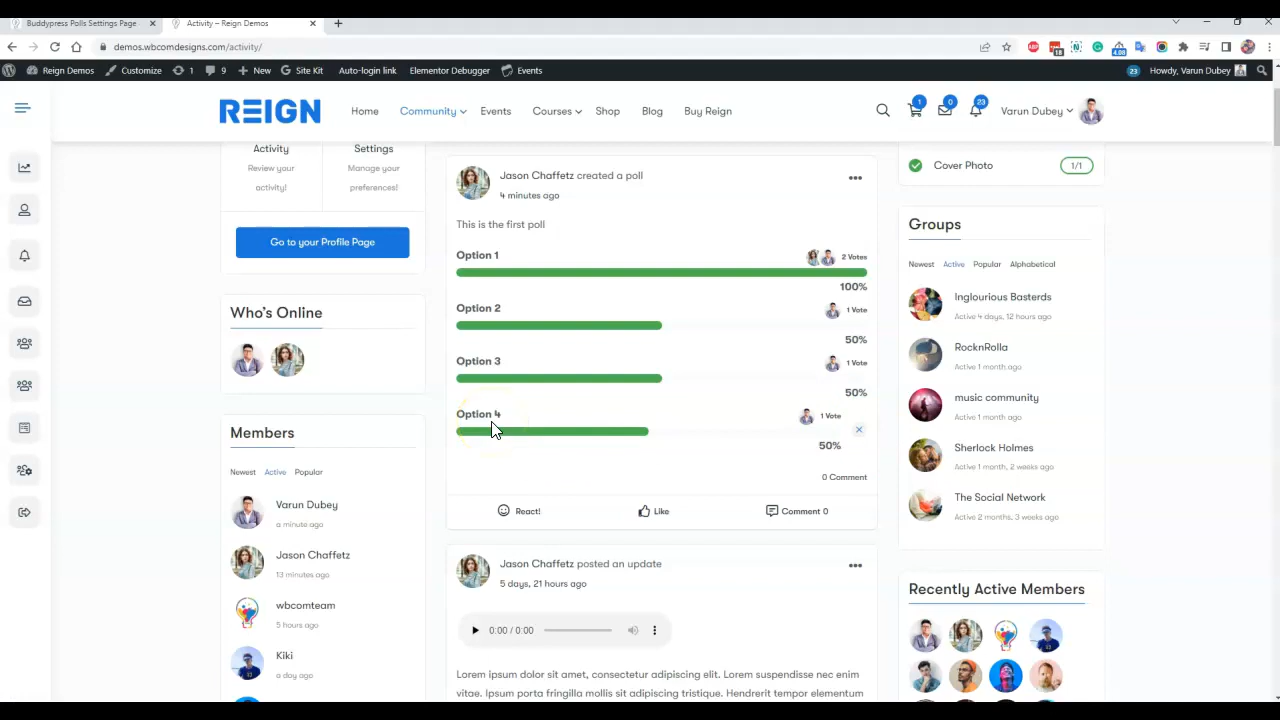 Buddypress Polls Settings Page
Activity – Reign Demos
demos.wbcomdesigns.com/activity/
ABP
18
N
4.08
Reign Demos
Customize
1
9
New
Site Kit
Auto-login link
Elementor Debugger
Events
23
Howdy, Varun Dubey
REIGN
Home
Community
Events
Courses
Shop
Blog
Buy Reign
1
0
23
Varun Dubey
Activity
Review your
activity!
Settings
Manage your
preferences!
Go to your Profile Page
Who's Online
Members
Newest Active Popular
Varun Dubey
a minute ago
Jason Chaffetz
13 minutes ago
wbcomteam
5 hours ago
Kiki
a day ago
Jason Chaffetz created a poll
4 minutes ago
This is the first poll
Option 1
2 Votes
100%
Option 2
1 Vote
50%
Option 3
1 Vote
50%
Option 4
1 Vote
50%
0 Comment
React!
Like
Comment 0
Jason Chaffetz posted an update
5 days, 21 hours ago
0:00 / 0:00
Lorem ipsum dolor sit amet, consectetur adipiscing elit. Lorem suspendisse nec enim
varius. Ipsum porta fringilla mollis sit adipiscing tristique. Hendrerit tempor elementum
Cover Photo
1/1
Groups
Newest Active Popular Alphabetical
Inglourious Basterds
Active 4 days, 12 hours ago
RocknRolla
Active 1 month ago
music community
Active 1 month ago
Sherlock Holmes
Active 1 month, 2 weeks ago
The Social Network
Active 2 months, 3 weeks ago
Recently Active Members